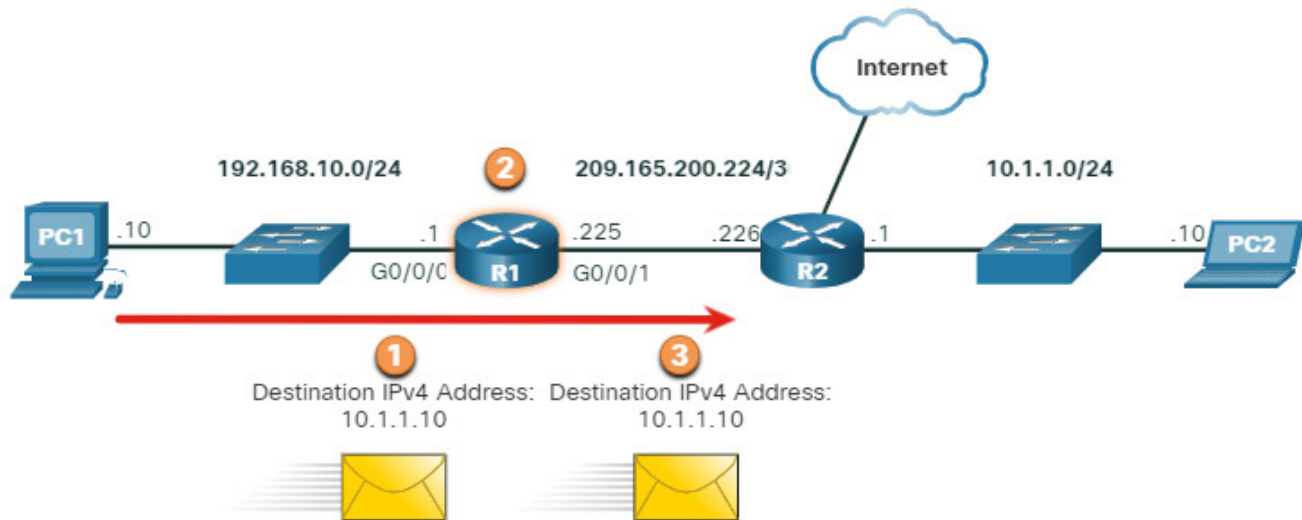 Internet
192.168.10.0/24
2
209.165.200.224/3
10.1.1.0/24
PC1
.10
.1
G0/0/0
R1
.225
G0/0/1
.226
R2
.1
.10
PC2
1
3
Destination IPv4 Address:
10.1.1.10
Destination IPv4 Address:
10.1.1.10